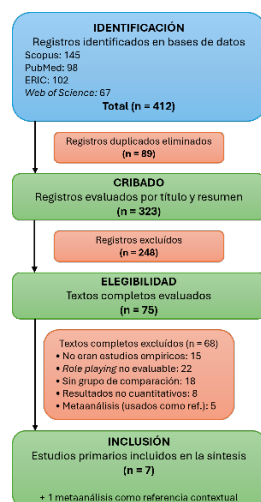 IDENTIFICACIÓN
Registros identificados en bases de datos
Scopus: 145
PubMed: 98
ERIC: 102
Web of Science: 67
Total (n = 412)
Registros duplicados eliminados
(n = 89)
CRIBADO
Registros evaluados por título y resumen
(n = 323)
Registros excluídos
(n = 248)
ELEGIBILIDAD
Textos completos evaluados
(n = 75)
Textos completos excluídos (n = 68)
• No eran estudios empíricos: 15
• Role playing no evaluable: 22
• Sin grupo de comparación: 18
• Resultados no cuantitativos: 8
• Metaanálisis (usados como ref.): 5
INCLUSIÓN
Estudios primarios incluidos en la síntesis
(n = 7)
+ 1 metaanálisis como referencia contextual